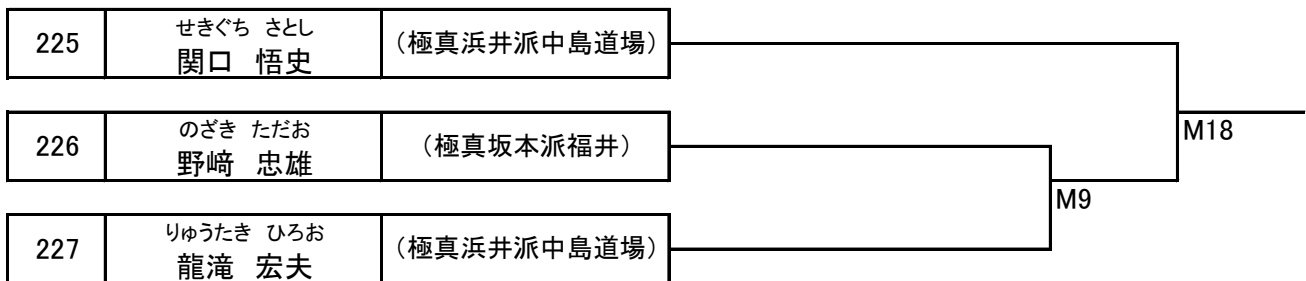 225
せきぐち さとし
関口 悟史
（極真浜井派中島道場）
226
のざき ただお
野﨑 忠雄
（極真坂本派福井）
227
りゅうたき ひろお
龍滝 宏夫
（極真浜井派中島道場）
M18
M9